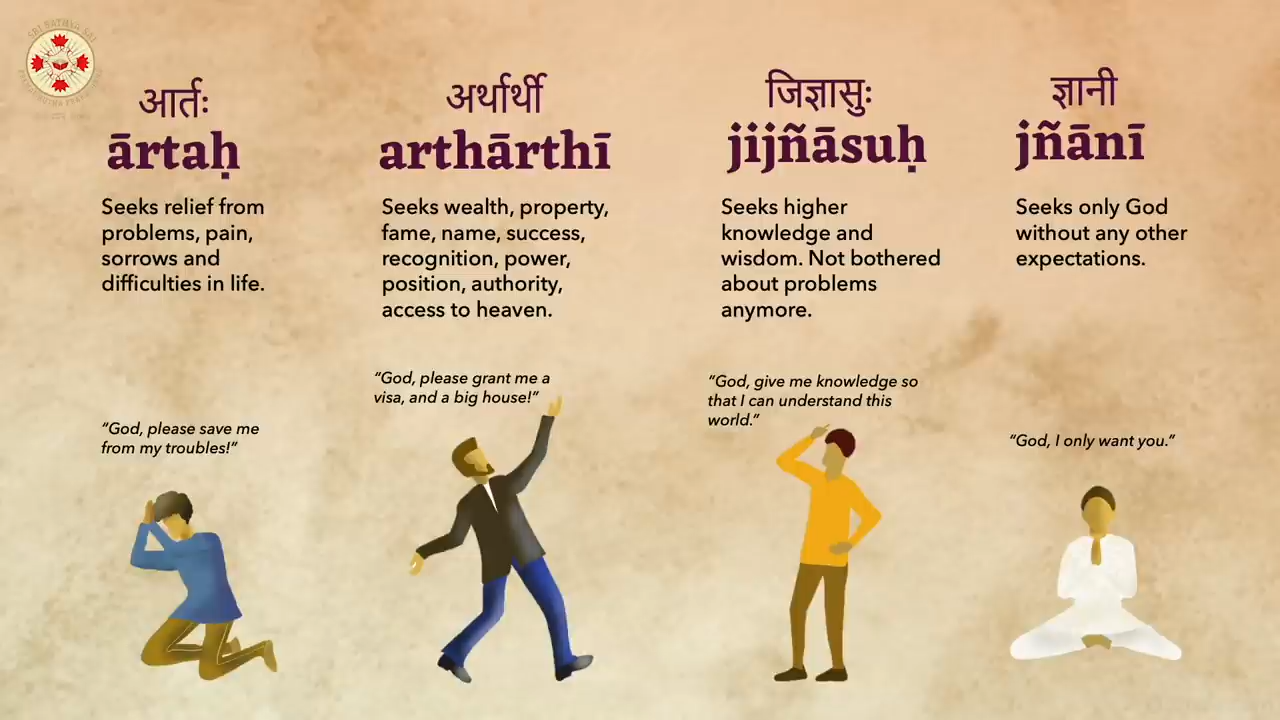 SRI SATHYA SAI
आर्तः
ārtaḥ
Seeks relief from
problems, pain,
sorrows and
difficulties in life.
“God, please save me
from my troubles!”
अर्थार्थी
arthārthī
Seeks wealth, property,
fame, name, success,
recognition, power,
position, authority,
access to heaven.
“God, please grant me a
visa, and a big house!”
जिज्ञासुः
jijñāsuḥ
Seeks higher
knowledge and
wisdom. Not bothered
about problems
anymore.
“God, give me knowledge so
that I can understand this
world.”
ज्ञानी
jñānī
Seeks only God
without any other
expectations.
“God, I only want you.”